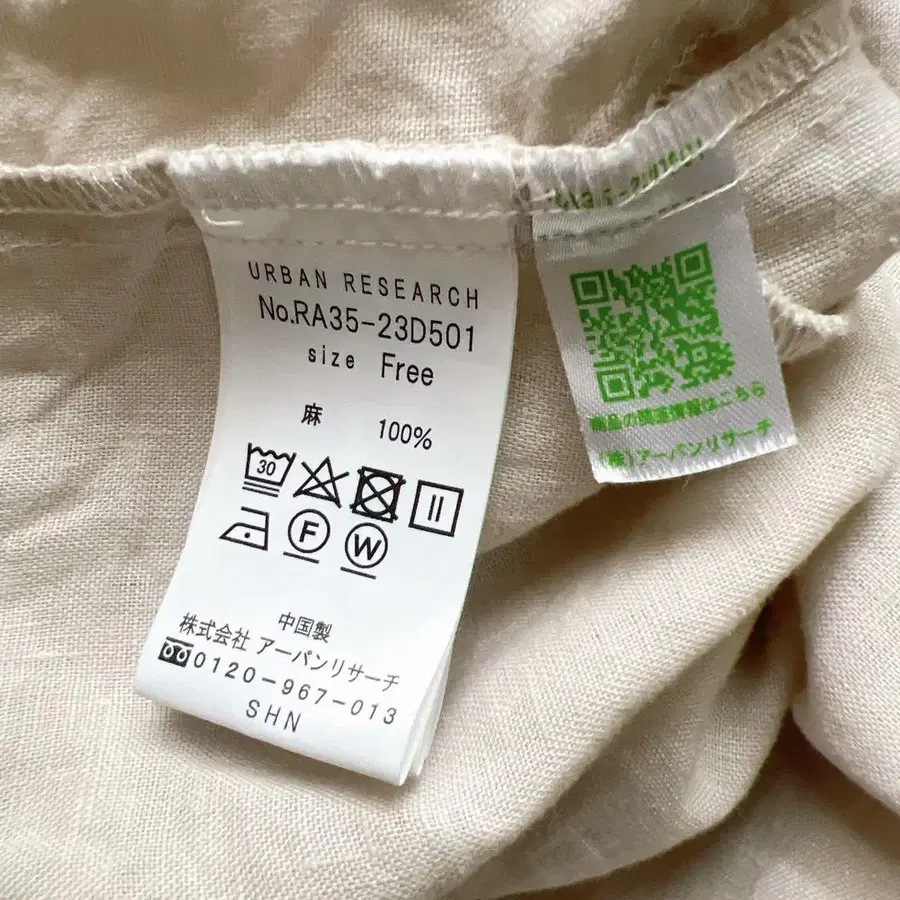 URBAN RESEARCH
No.RA35-23D501
size Free
麻 100%
30
F W
中国製
株式会社 アーバンリサーチ
0120-967-013
SHN
商品の関連情報はこちら
(株)アーバンリサーチ